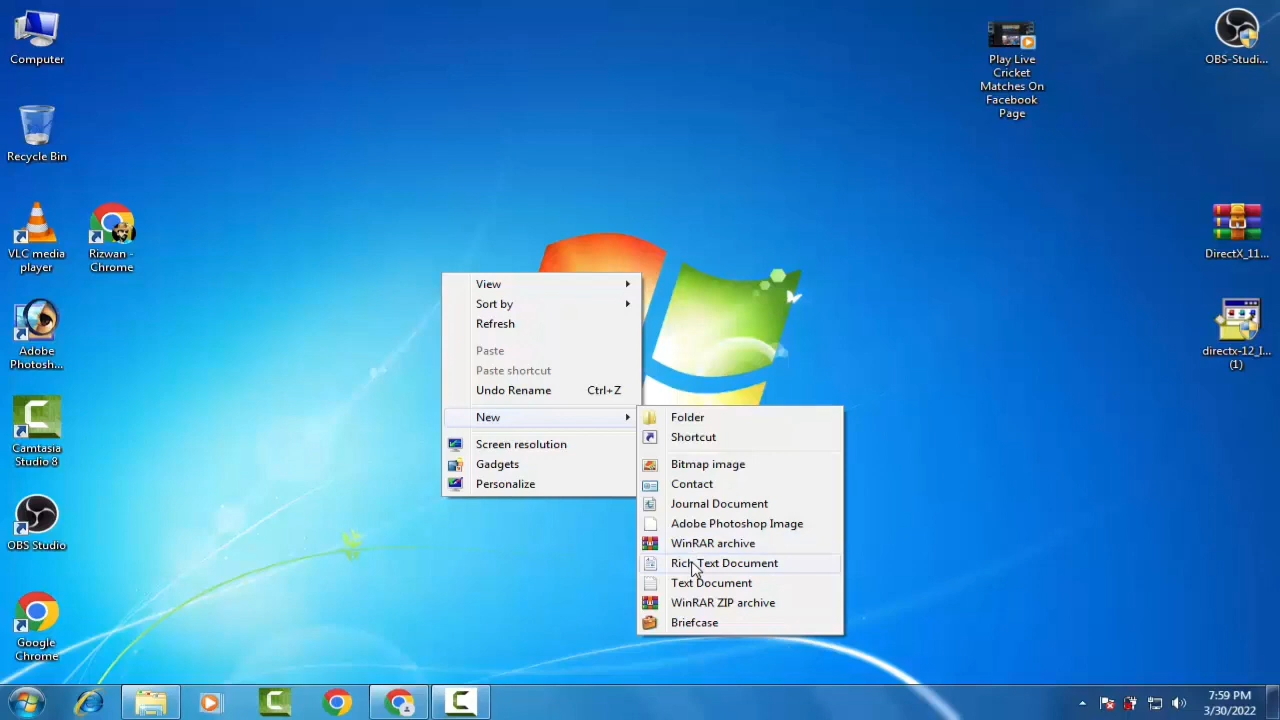 Computer
Recycle Bin
VLC media
player
Rizwan -
Chrome
Adobe
Photosh...
Camtasia
Studio 8
OBS Studio
Google
Chrome
Play Live
Cricket
Matches On
Facebook
Page
OBS-Studi...
DirectX_11...
directx-12_I...
(1)
View
Sort by
Refresh
Paste
Paste shortcut
Undo Rename Ctrl+Z
New
Screen resolution
Gadgets
Personalize
Folder
Shortcut
Bitmap image
Contact
Journal Document
Adobe Photoshop Image
WinRAR archive
Rich Text Document
Text Document
WinRAR ZIP archive
Briefcase
7:59 PM
3/30/2022